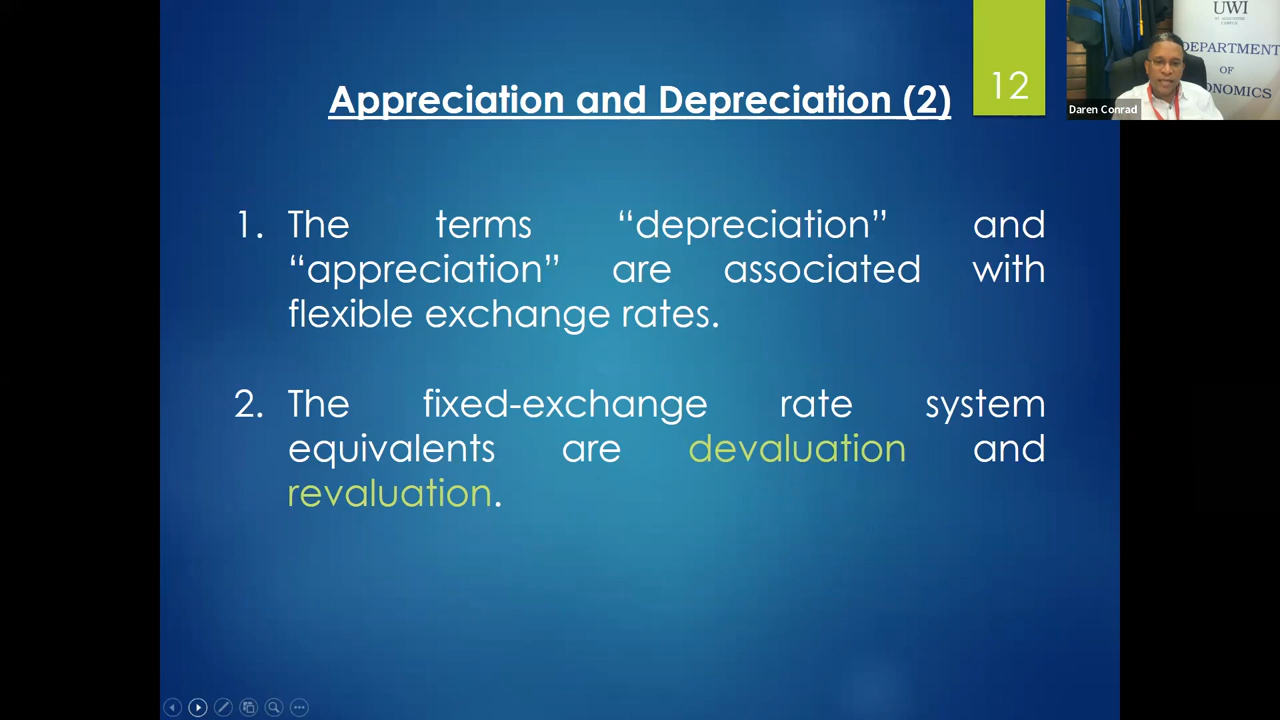 Appreciation and Depreciation (2)
12
1. The terms “depreciation” and
“appreciation” are associated with
flexible exchange rates.
2. The fixed-exchange rate system
equivalents are devaluation and
revaluation.
UWI
DEPARTMENT
OF
ONOMICS
Daren Conrad